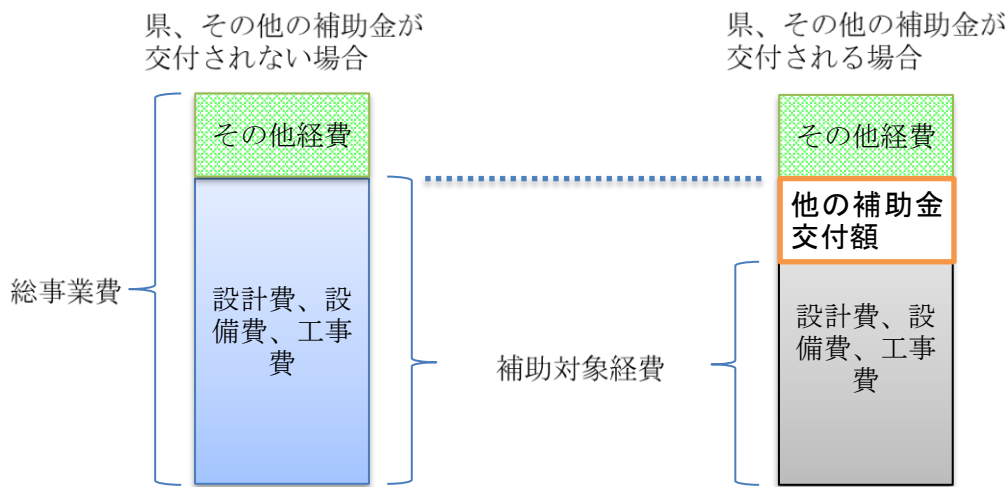 県、その他の補助金が
交付されない場合
県、その他の補助金が
交付される場合
その他経費
その他経費
他の補助金
交付額
総事業費
設計費、設
備費、工事
費
設計費、設
備費、工事
費
補助対象経費